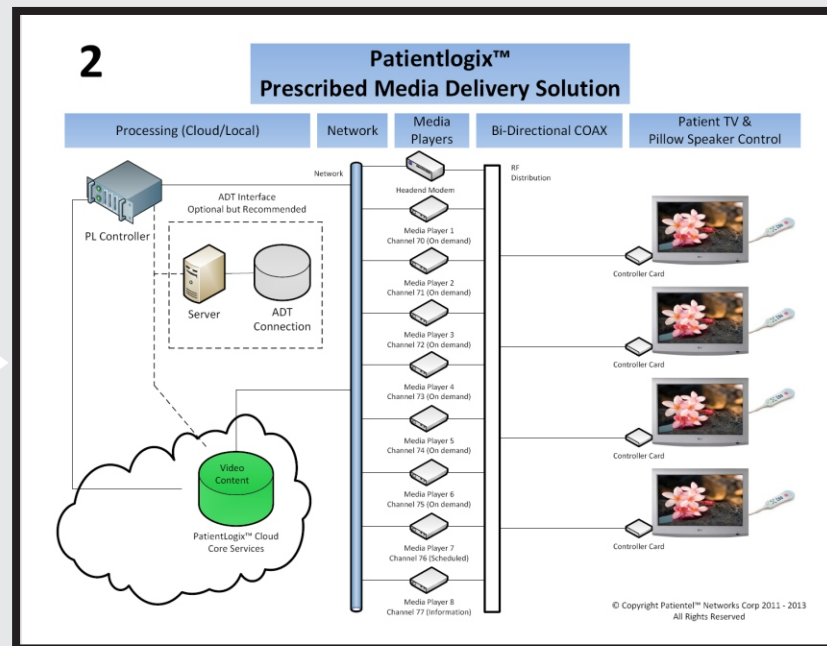 2
Patientlogix™
Prescribed Media Delivery Solution
Processing (Cloud/Local)
Network
Media
Players
Bi-Directional COAX
Patient TV &
Pillow Speaker Control
Network
RF
Distribution
Headend Modem
ADT Interface
Optional but Recommended
PL Controller
Server
ADT
Connection
Video
Content
PatientLogix™ Cloud
Core Services
Media Player 1
Channel 70 (On demand)
Media Player 2
Channel 71 (On demand)
Media Player 3
Channel 72 (On demand)
Media Player 4
Channel 73 (On demand)
Media Player 5
Channel 74 (On demand)
Media Player 6
Channel 75 (On demand)
Media Player 7
Channel 76 (Scheduled)
Media Player 8
Channel 77 (Information)
Controller Card
Controller Card
Controller Card
Controller Card
© Copyright Patientel™ Networks Corp 2011 - 2013
All Rights Reserved